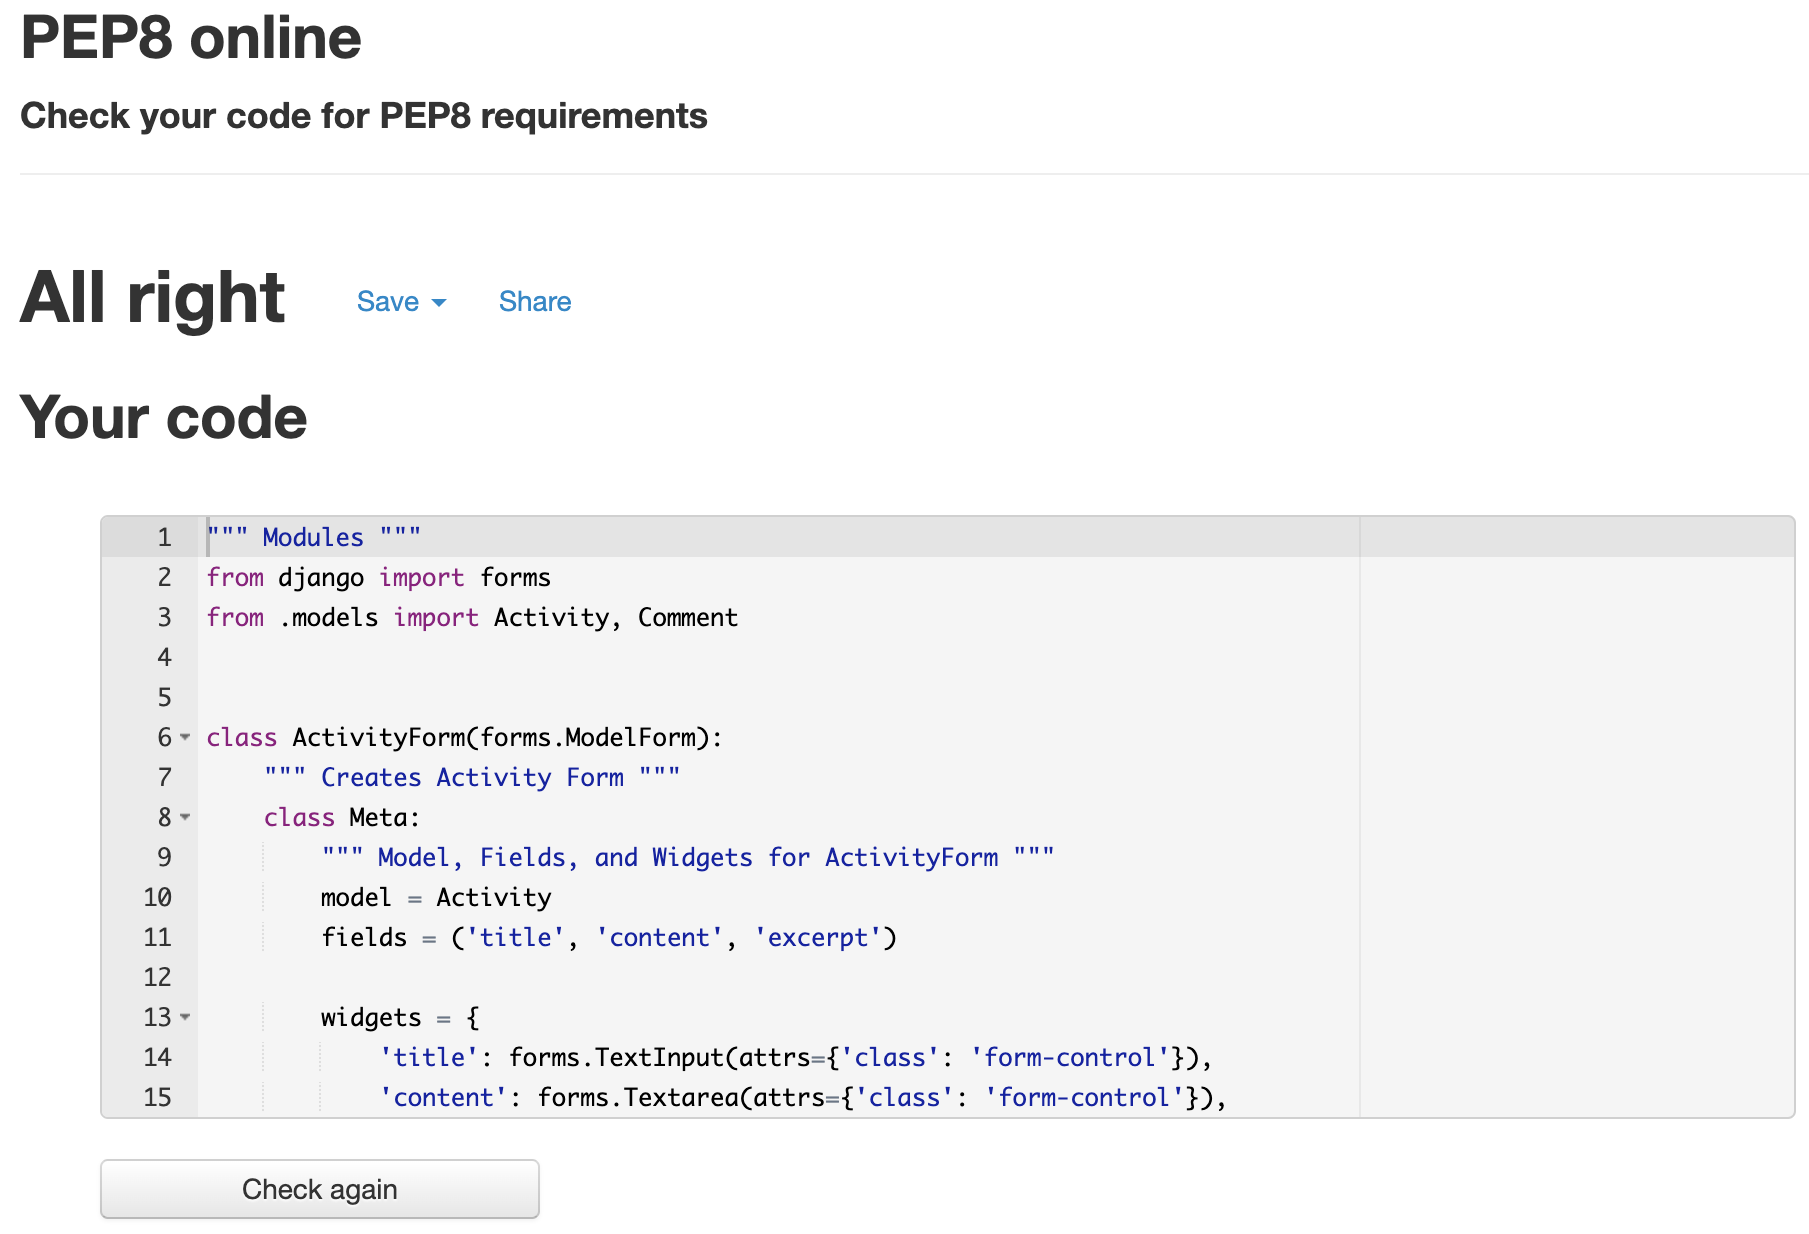 PEP8 online
Check your code for PEP8 requirements
All right Save Share
Your code
1 """ Modules """
2 from django import forms
3 from .models import Activity, Comment
4
5
6 class ActivityForm(forms.ModelForm):
7     """ Creates Activity Form """
8     class Meta:
9         """ Model, Fields, and Widgets for ActivityForm """
10         model = Activity
11         fields = ('title', 'content', 'excerpt')
12
13         widgets = {
14             'title': forms.TextInput(attrs={'class': 'form-control'}),
15             'content': forms.Textarea(attrs={'class': 'form-control'}),
Check again